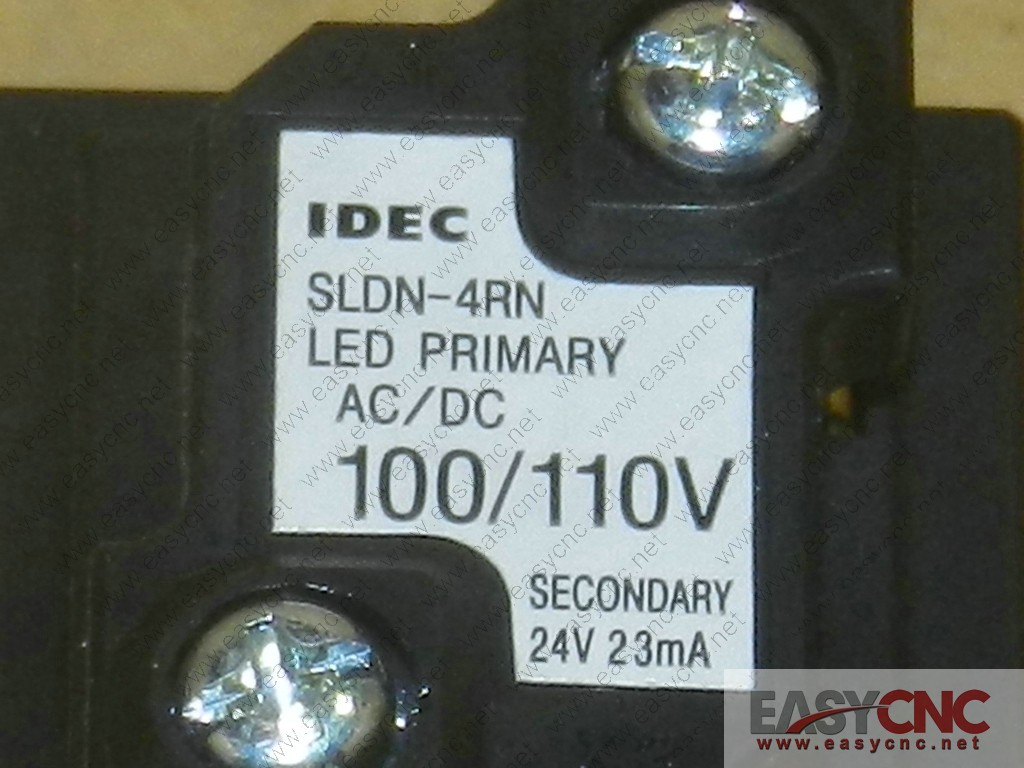 IDEC
SLDN-4RN
LED PRIMARY
AC/DC
100/110V
SECONDARY
24V 23mA
EASYCNC
www.easycnc.net